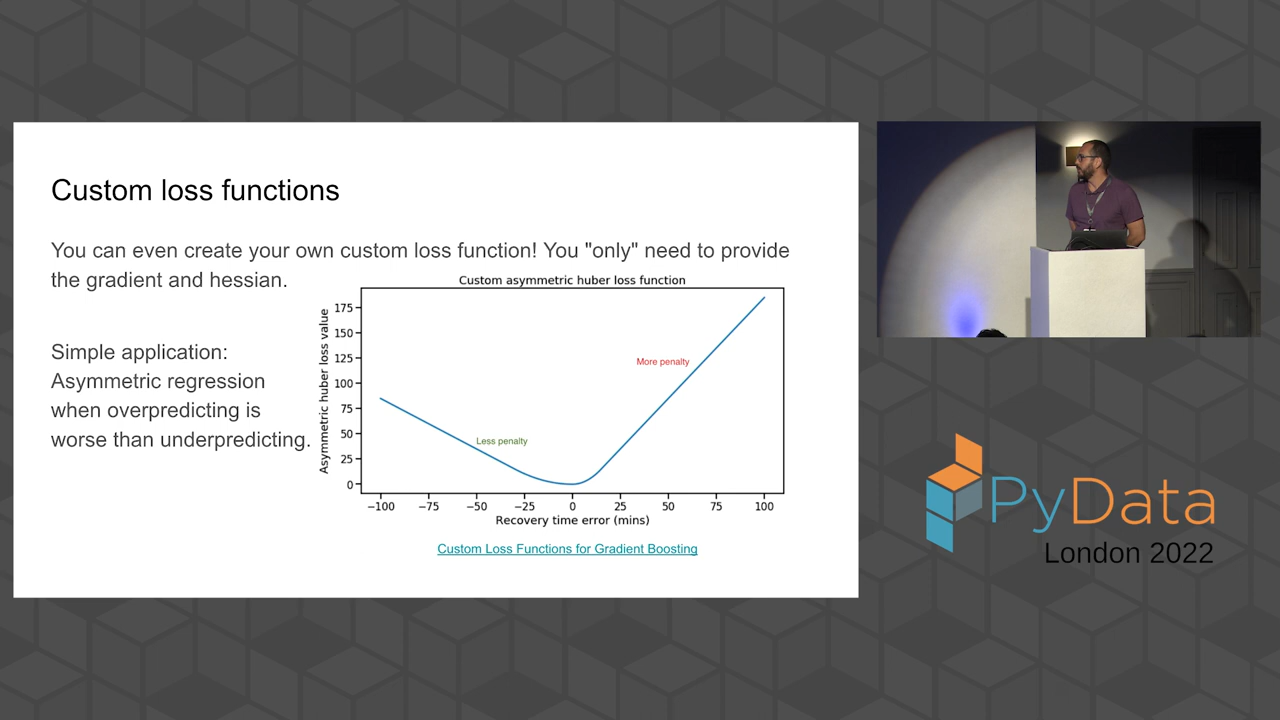 Custom loss functions
You can even create your own custom loss function! You "only" need to provide
the gradient and hessian.
Simple application:
Asymmetric regression
when overpredicting is
worse than underpredicting.
Custom asymmetric huber loss function
Asymmetric huber loss value
175
150
125
100
75
50
25
0
More penalty
Less penalty
−100 −75 −50 −25 0 25 50 75 100
Recovery time error (mins)
Custom Loss Functions for Gradient Boosting
PyData
London 2022